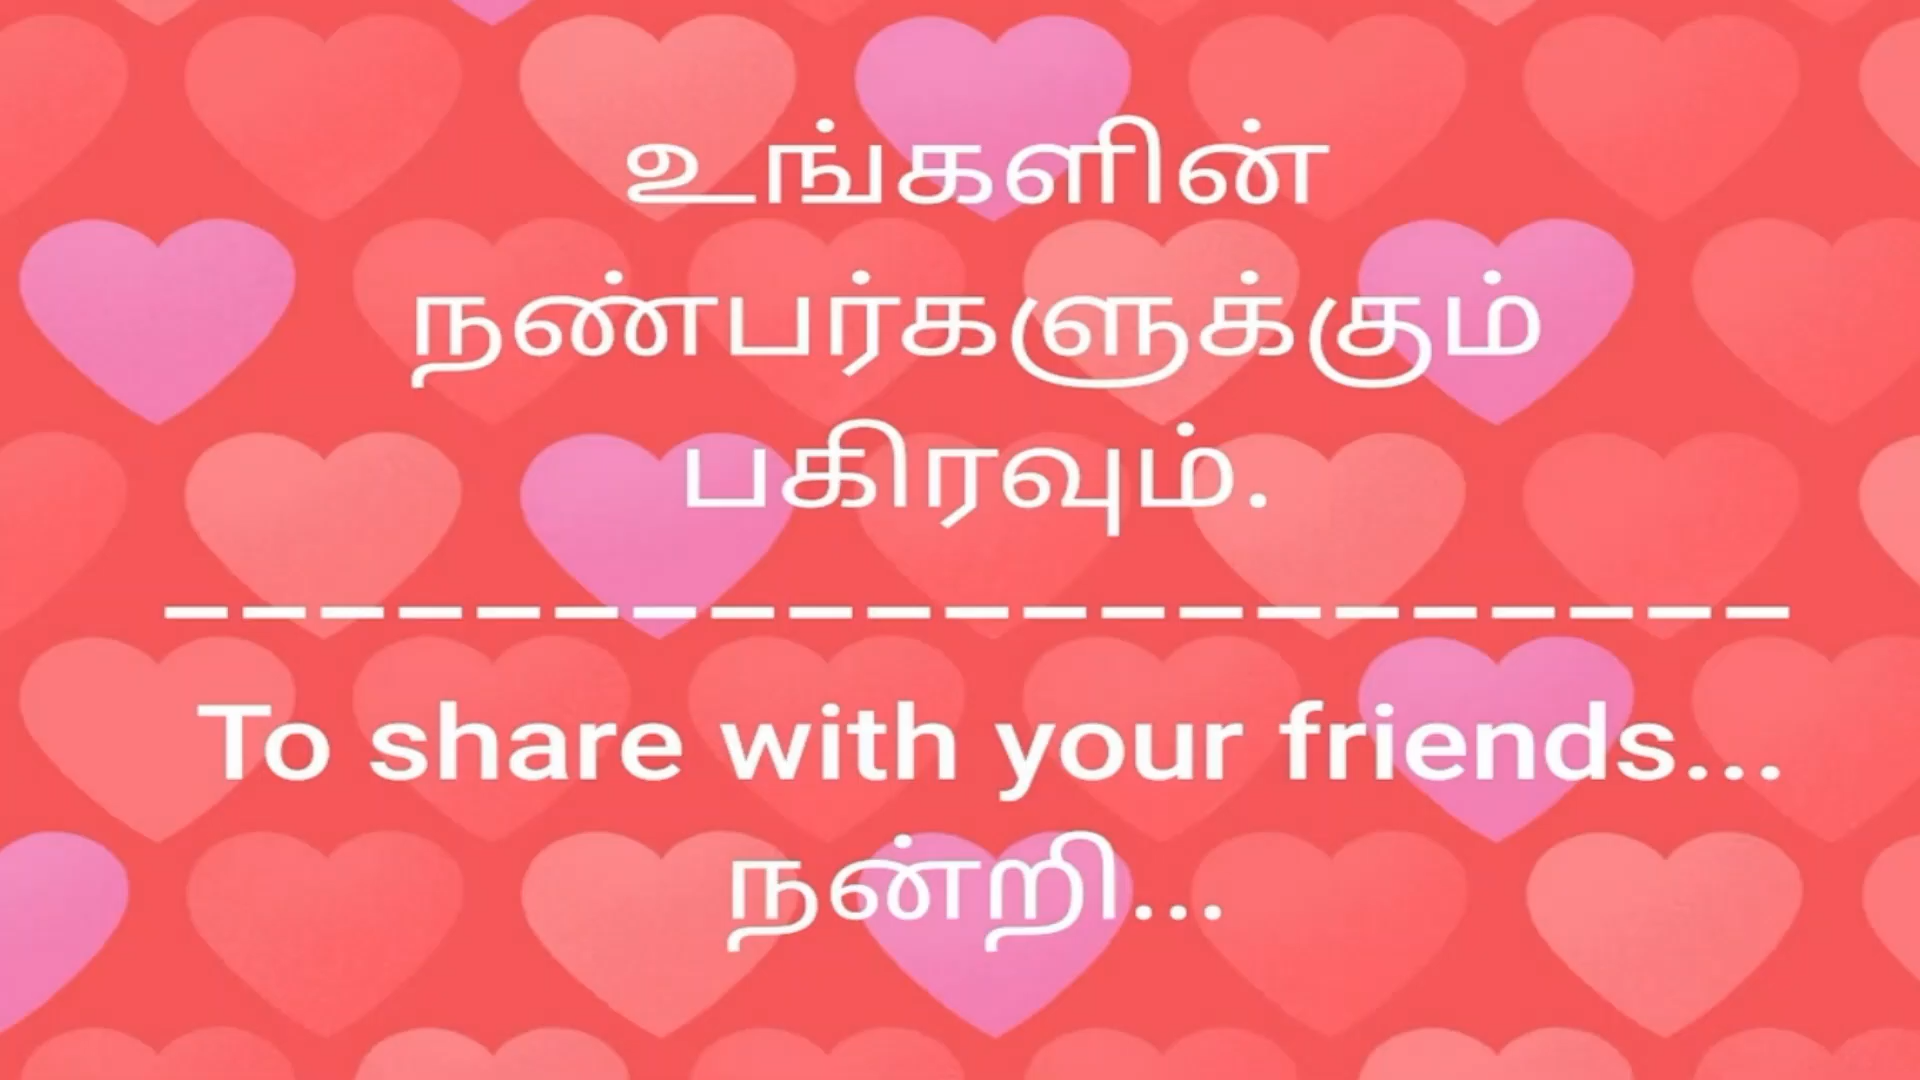 உங்களின்
நண்பர்களுக்கும்
பகிரவும்.
_ _ _ _ _ _ _ _ _ _ _ _ _ _ _ _ _ _ _ _ _
To share with your friends...
நன்றி...